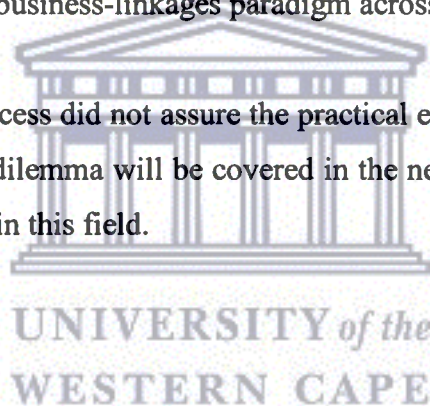 business-linkages paradigm across
cess did not assure the practical e
dilemma will be covered in the ne
in this field.
UNIVERSITY of the
WESTERN CAPE